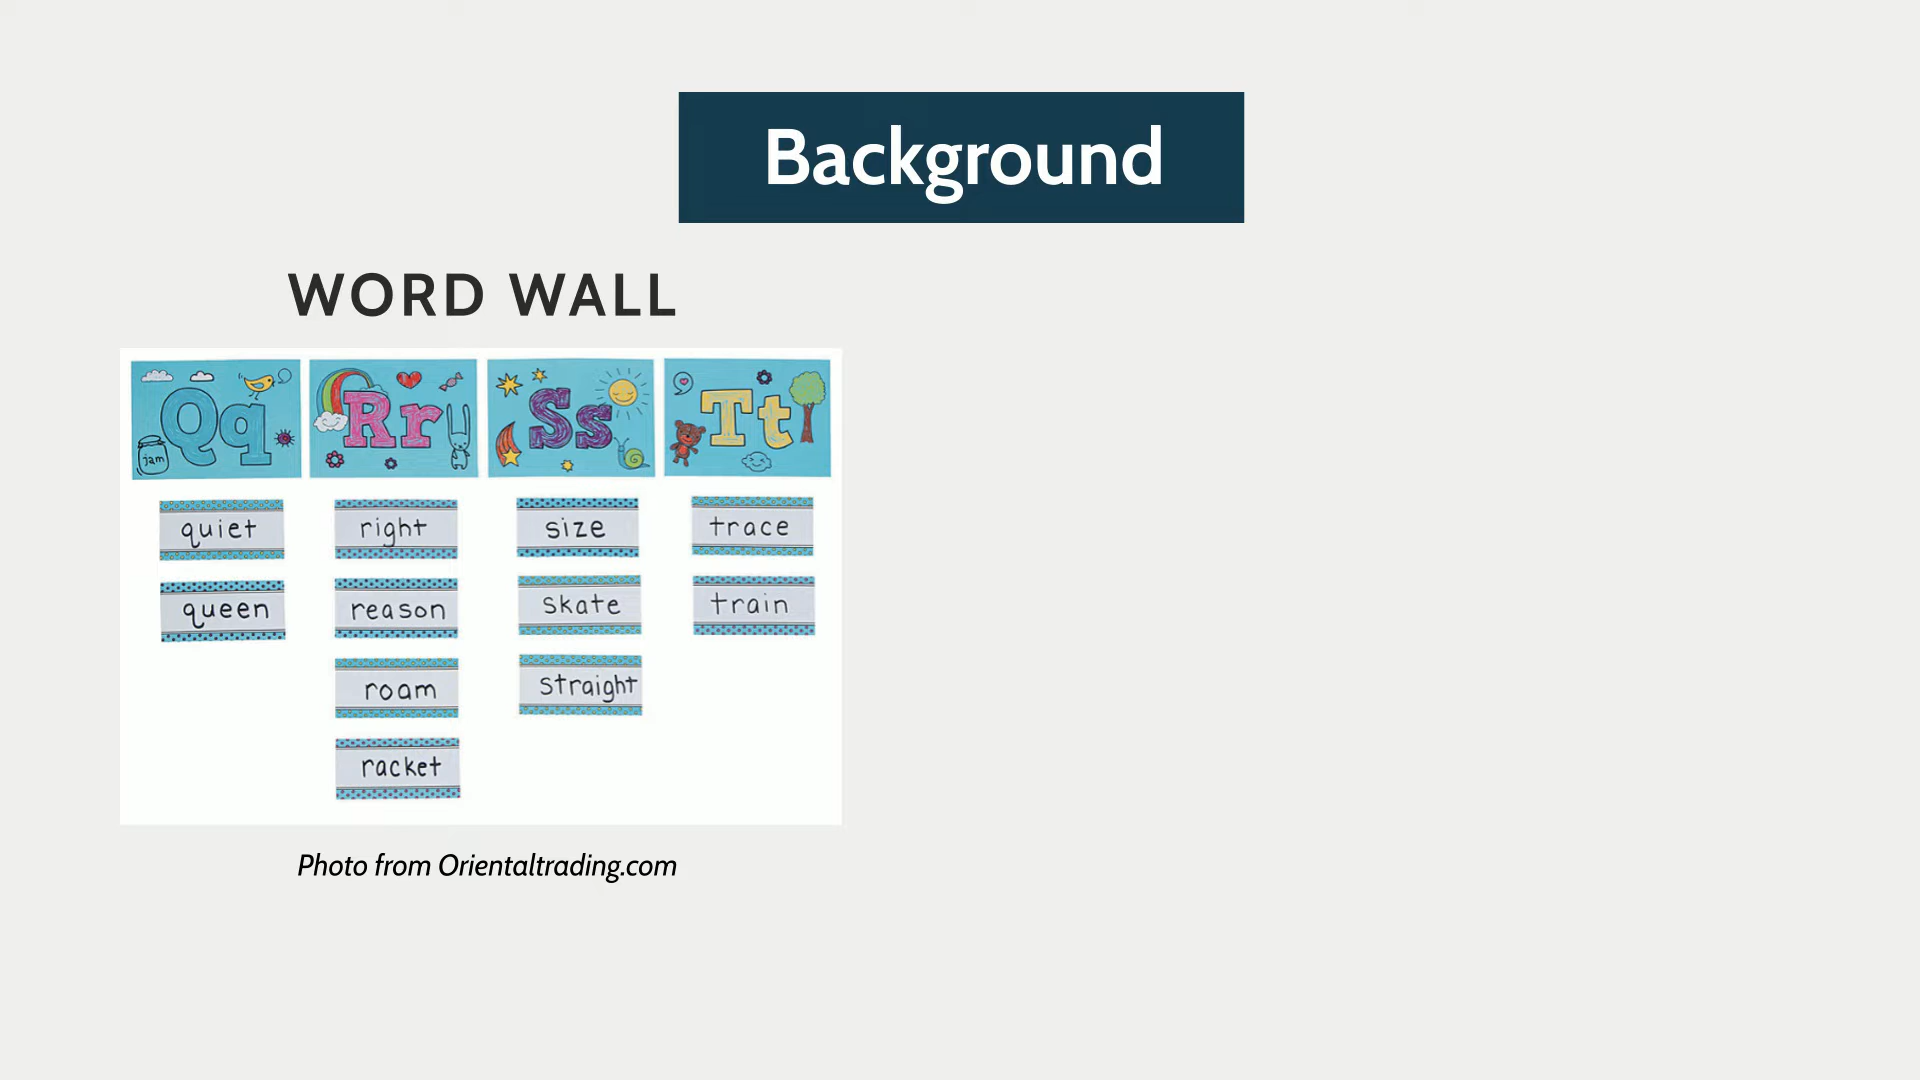 Background
WORD WALL
Qq Rr Ss Tt
jam
quiet right size trace
queen reason skate train
roam straight
racket
Photo from Orientaltrading.com